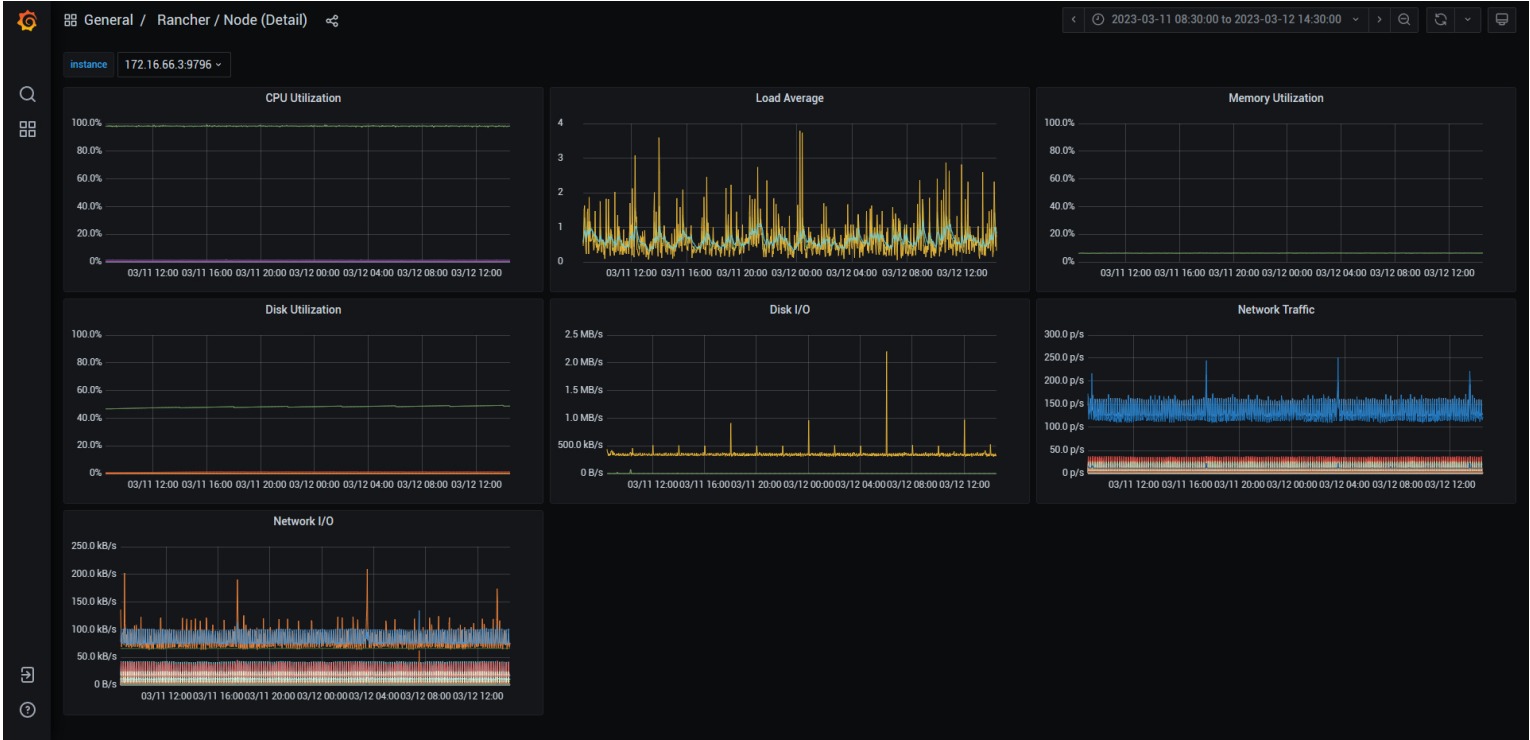 General / Rancher / Node (Detail)
2023-03-11 08:30:00 to 2023-03-12 14:30:00
instance 172.16.66.3:9796
CPU Utilization
100.0%
80.0%
60.0%
40.0%
20.0%
0%
03/11 12:00 03/11 16:00 03/11 20:00 03/12 00:00 03/12 04:00 03/12 08:00 03/12 12:00
Load Average
4
3
2
1
0
03/11 12:00 03/11 16:00 03/11 20:00 03/12 00:00 03/12 04:00 03/12 08:00 03/12 12:00
Memory Utilization
100.0%
80.0%
60.0%
40.0%
20.0%
0%
03/11 12:00 03/11 16:00 03/11 20:00 03/12 00:00 03/12 04:00 03/12 08:00 03/12 12:00
Disk Utilization
100.0%
80.0%
60.0%
40.0%
20.0%
0%
03/11 12:00 03/11 16:00 03/11 20:00 03/12 00:00 03/12 04:00 03/12 08:00 03/12 12:00
Disk I/O
2.5 MB/s
2.0 MB/s
1.5 MB/s
1.0 MB/s
500.0 kB/s
0 B/s
03/11 12:00 03/11 16:00 03/11 20:00 03/12 00:00 03/12 04:00 03/12 08:00 03/12 12:00
Network Traffic
300.0 p/s
250.0 p/s
200.0 p/s
150.0 p/s
100.0 p/s
50.0 p/s
0 p/s
03/11 12:00 03/11 16:00 03/11 20:00 03/12 00:00 03/12 04:00 03/12 08:00 03/12 12:00
Network I/O
250.0 kB/s
200.0 kB/s
150.0 kB/s
100.0 kB/s
50.0 kB/s
0 B/s
03/11 12:00 03/11 16:00 03/11 20:00 03/12 00:00 03/12 04:00 03/12 08:00 03/12 12:00